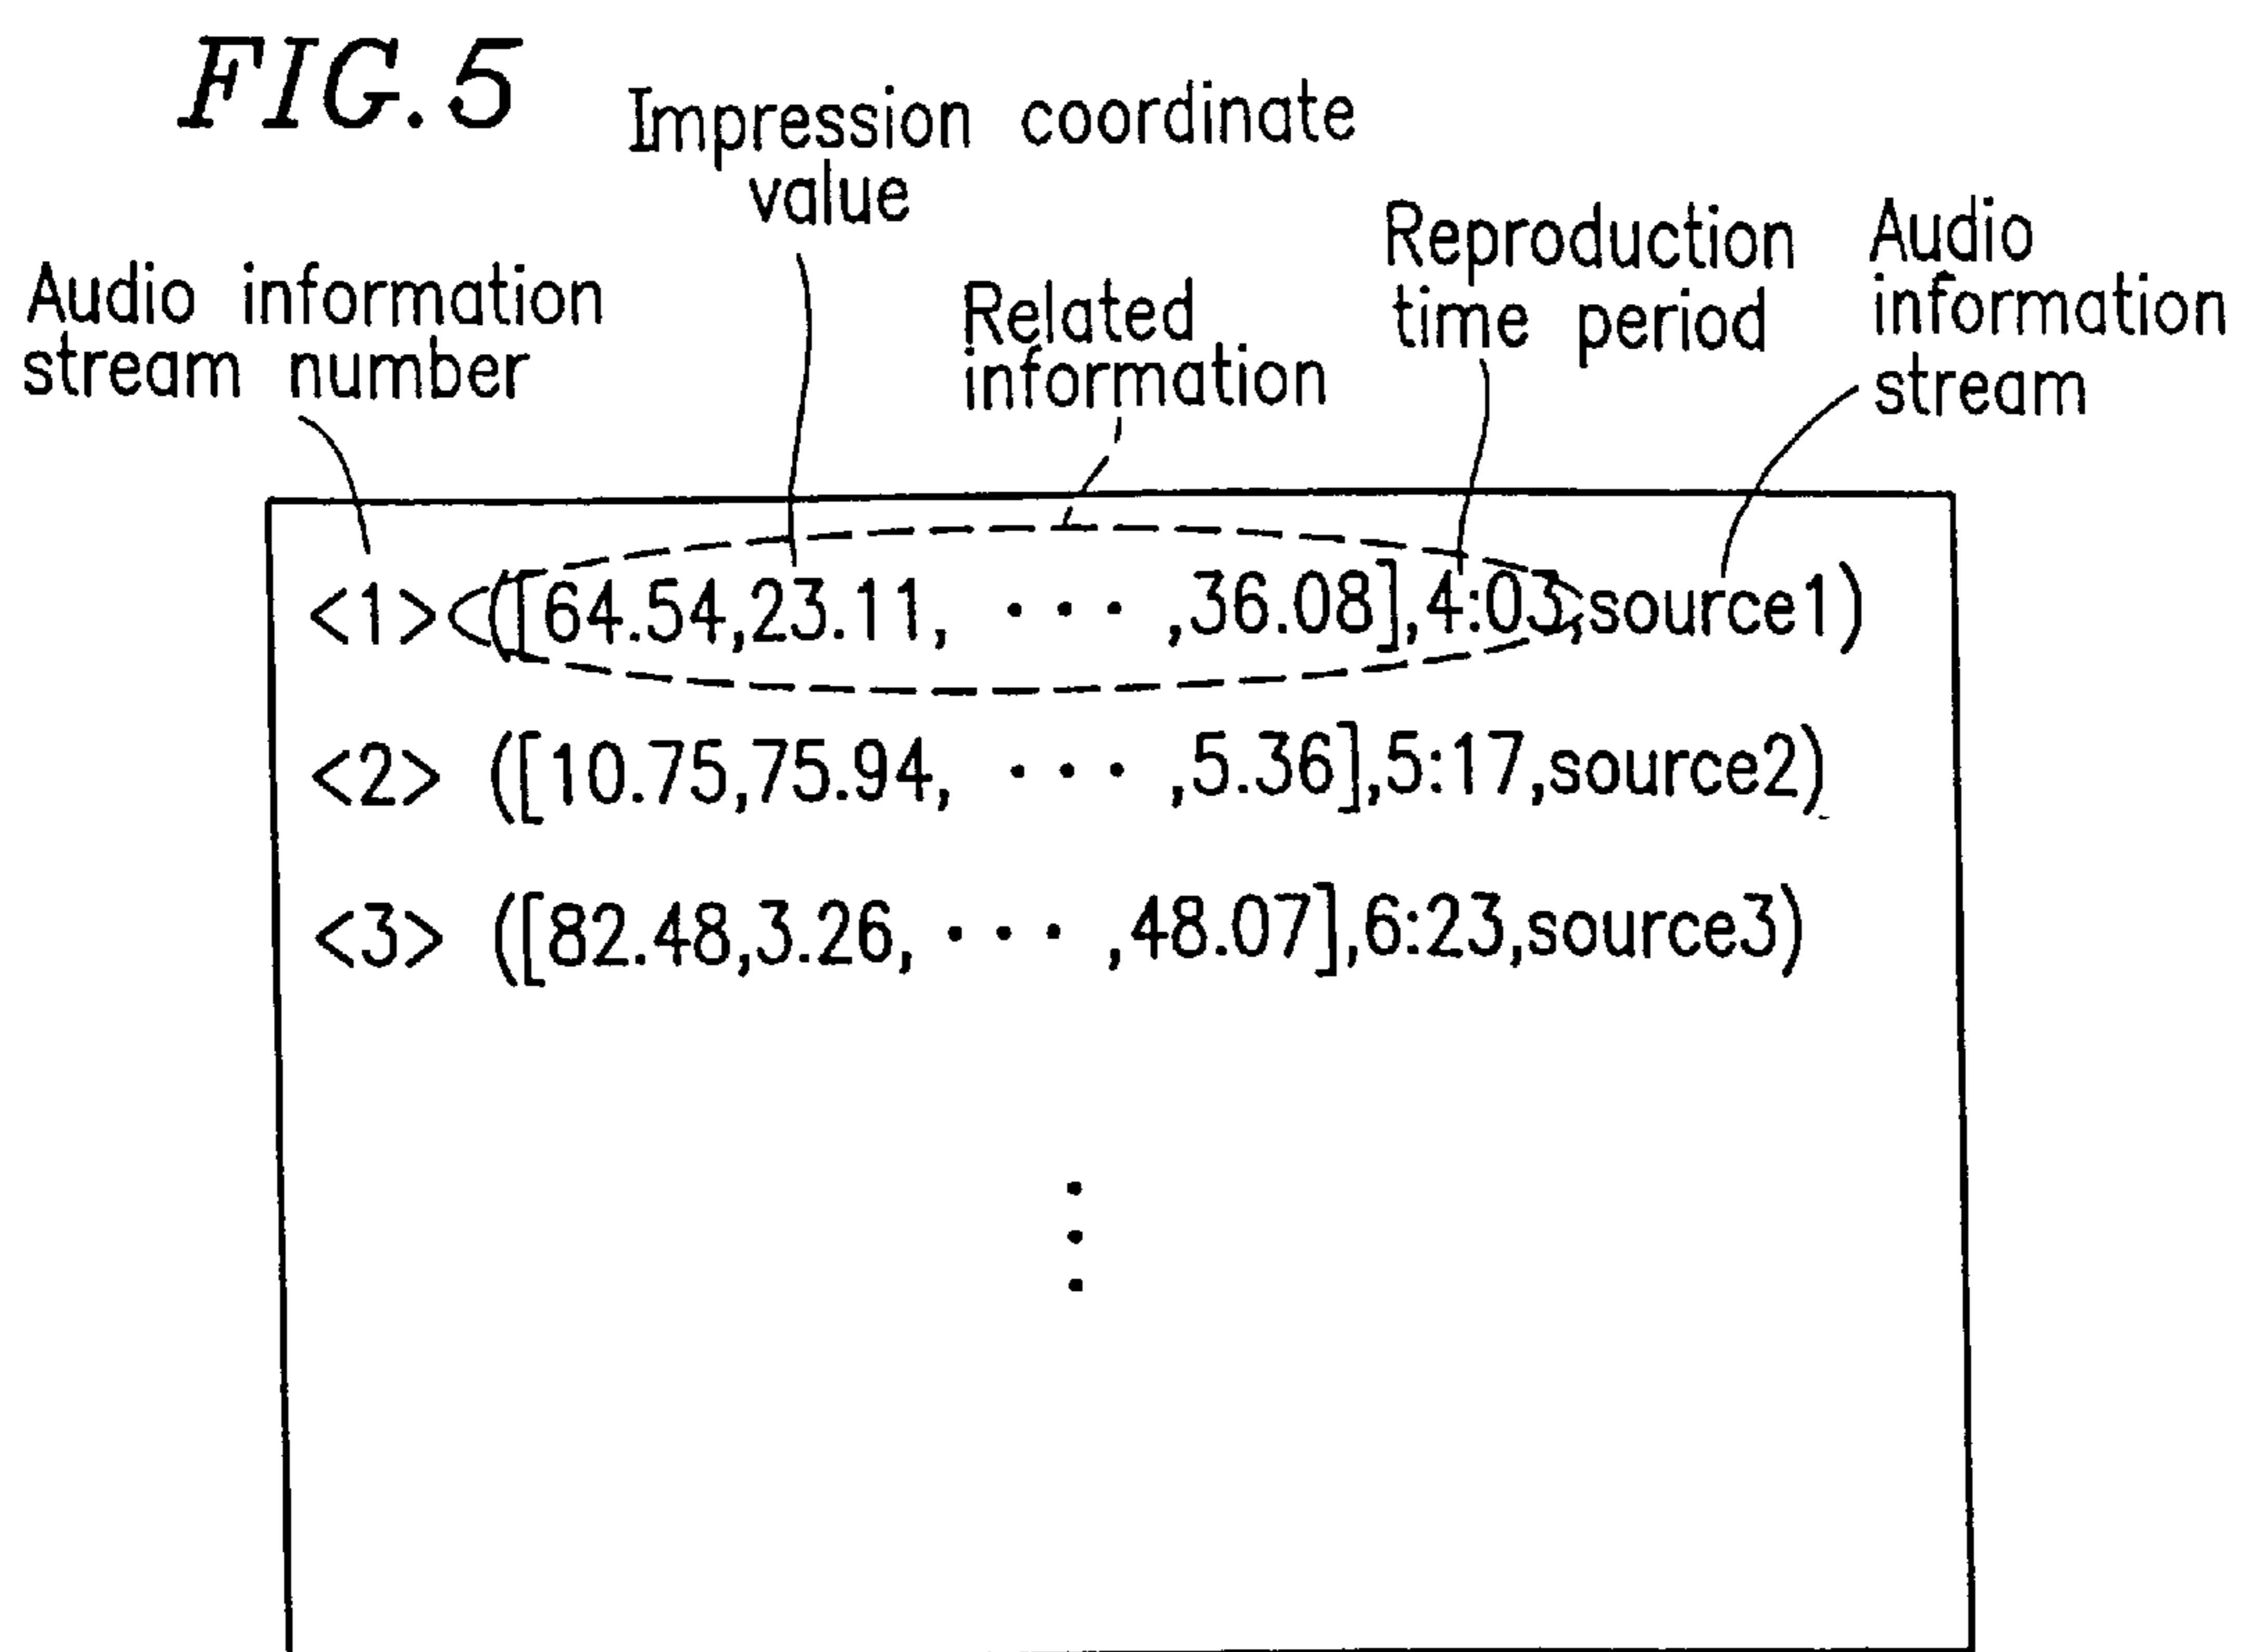 FIG.5
Impression coordinate
value
Audio information
stream number
Related
information
Reproduction
time period
Audio
information
stream
<1> ([64.54,23.11, ··· ,36.08],4:03,source1)
<2> ([10.75,75.94, ··· ,5.36],5:17,source2)
<3> ([82.48,3.26, ··· ,48.07],6:23,source3)